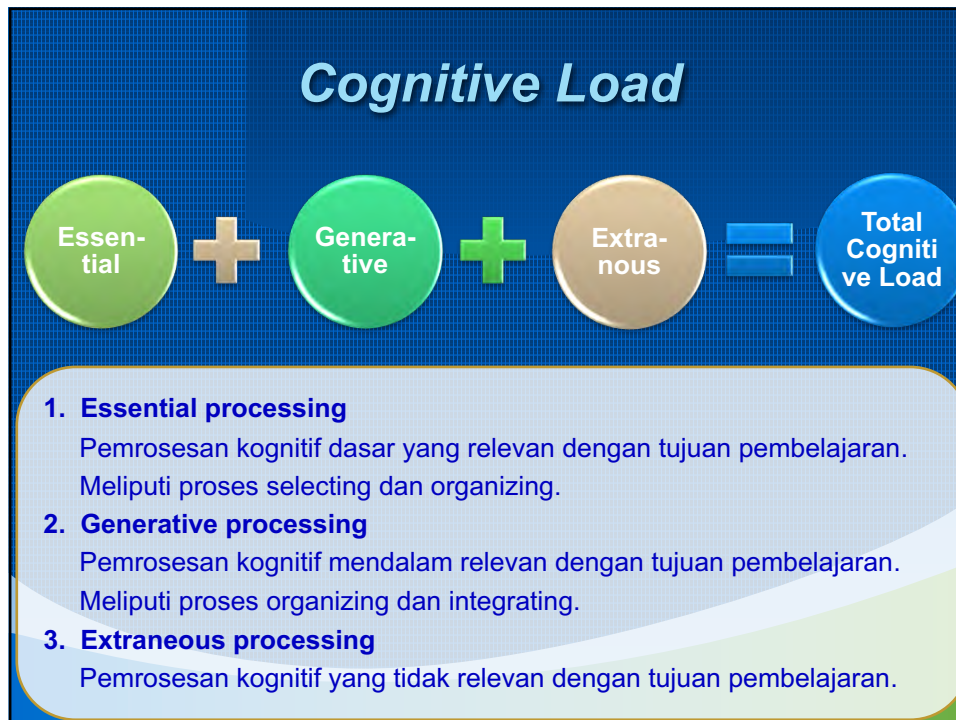 Cognitive Load
Essen-
tial
Genera-
tive
Extra-
nous
Total
Cogniti
ve Load
1. Essential processing
Pemrosesan kognitif dasar yang relevan dengan tujuan pembelajaran.
Meliputi proses selecting dan organizing.
2. Generative processing
Pemrosesan kognitif mendalam relevan dengan tujuan pembelajaran.
Meliputi proses organizing dan integrating.
3. Extraneous processing
Pemrosesan kognitif yang tidak relevan dengan tujuan pembelajaran.